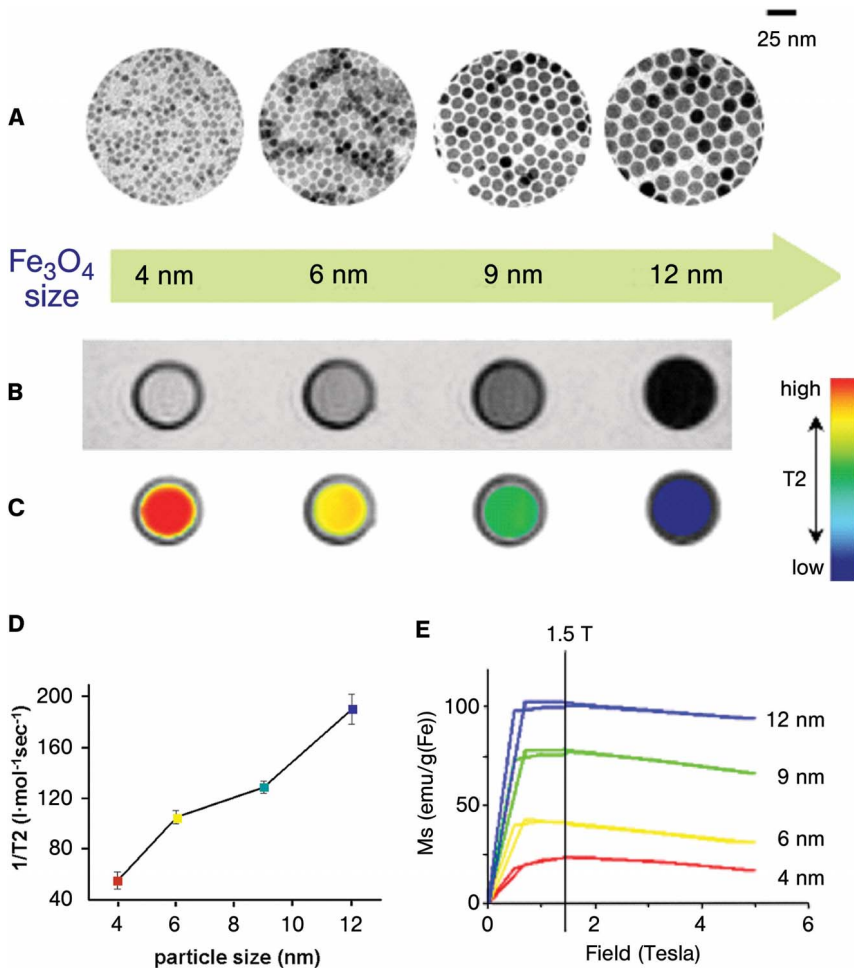 25 nm
A
Fe₃O₄
size
4 nm 6 nm 9 nm 12 nm
B
high
T2
low
C
D
200
160
120
80
40
4 6 8 10 12
1/T2 (l·mol⁻¹sec⁻¹)
particle size (nm)
E
1.5 T
100
50
0
0 2 4 6
Ms (emu/g(Fe))
Field (Tesla)
12 nm
9 nm
6 nm
4 nm